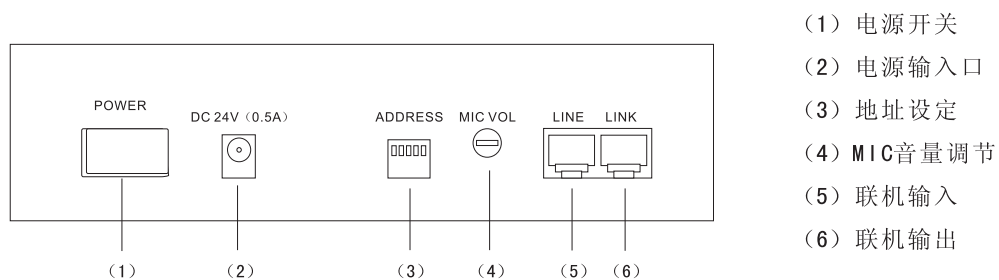 POWER
DC 24V（0.5A）
ADDRESS
MIC VOL
LINE
LINK
（1）
（2）
（3）
（4）
（5）
（6）
（1）电源开关
（2）电源输入口
（3）地址设定
（4）MIC音量调节
（5）联机输入
（6）联机输出